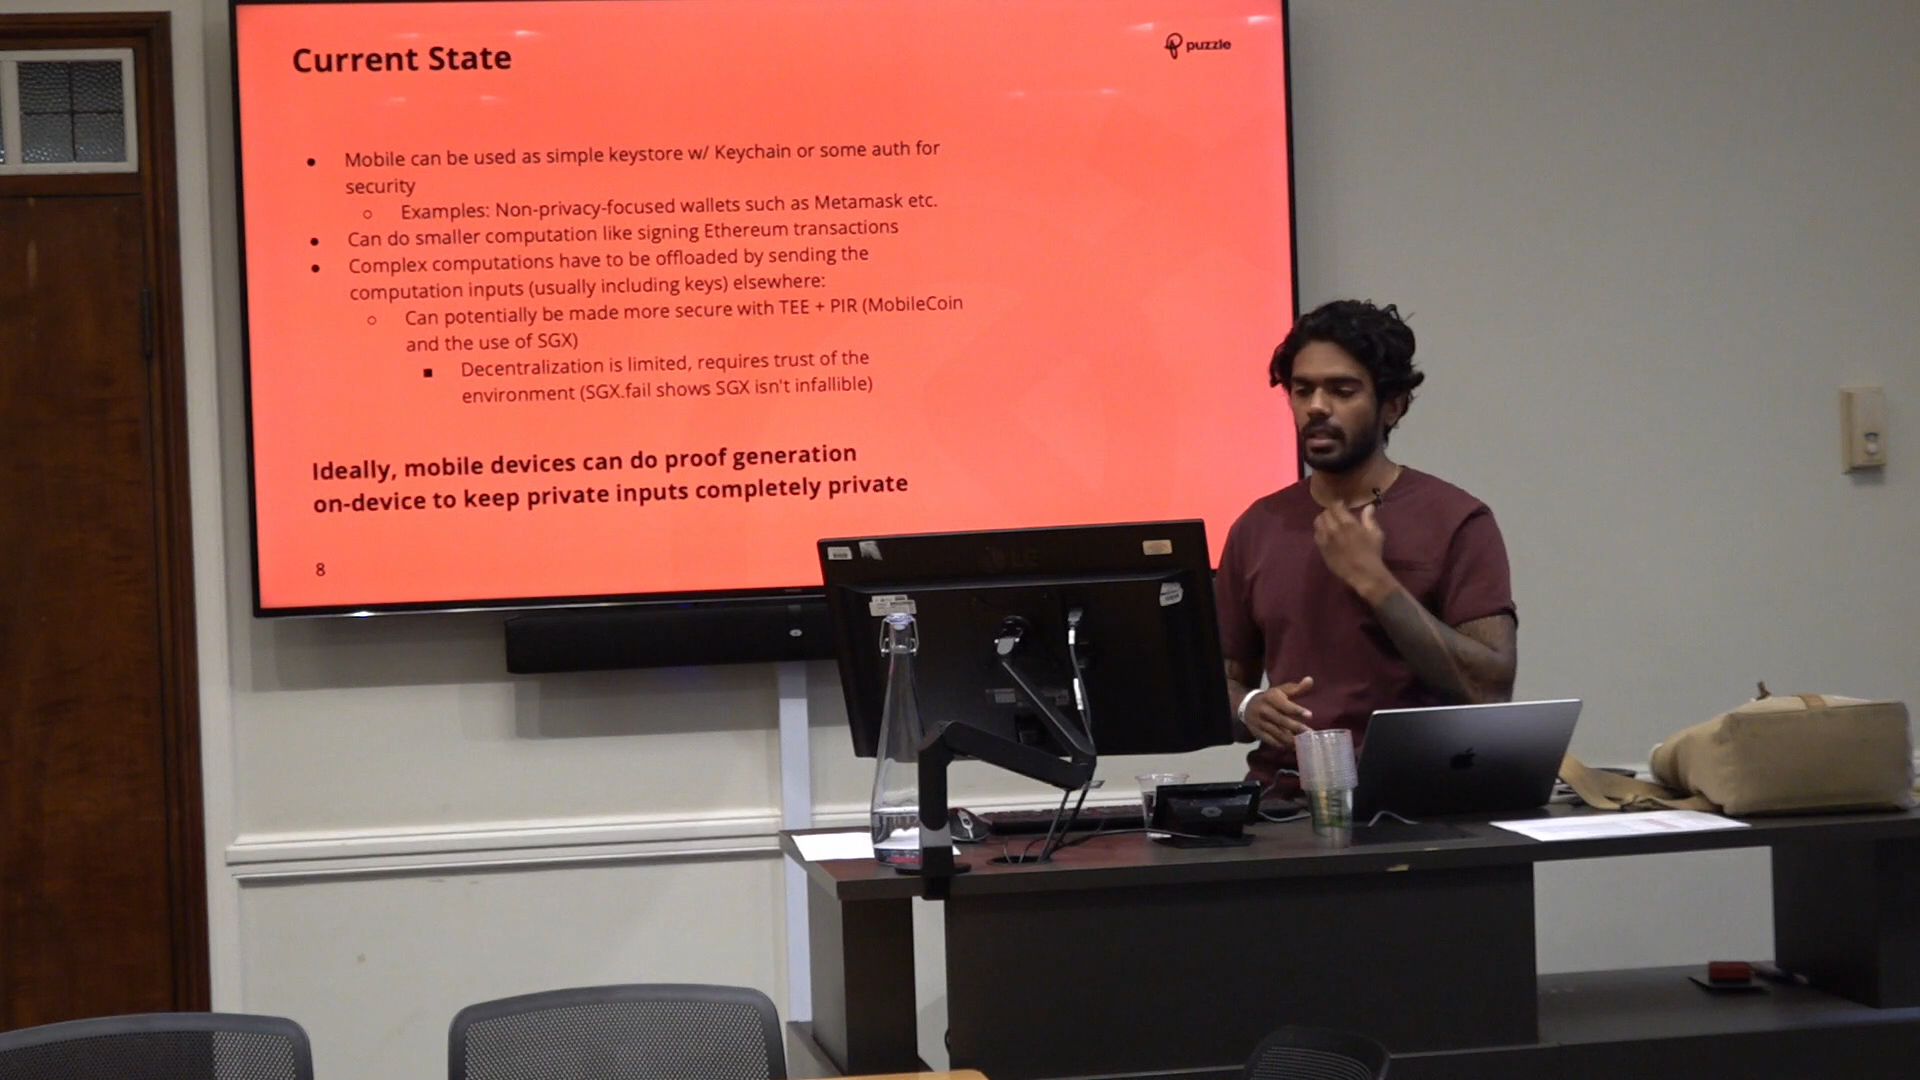 Current State
puzzle
● Mobile can be used as simple keystore w/ Keychain or some auth for
security
○ Examples: Non-privacy-focused wallets such as Metamask etc.
● Can do smaller computation like signing Ethereum transactions
● Complex computations have to be offloaded by sending the
computation inputs (usually including keys) elsewhere:
○ Can potentially be made more secure with TEE + PIR (MobileCoin
and the use of SGX)
■ Decentralization is limited, requires trust of the
environment (SGX.fail shows SGX isn't infallible)
Ideally, mobile devices can do proof generation
on-device to keep private inputs completely private
8
LG